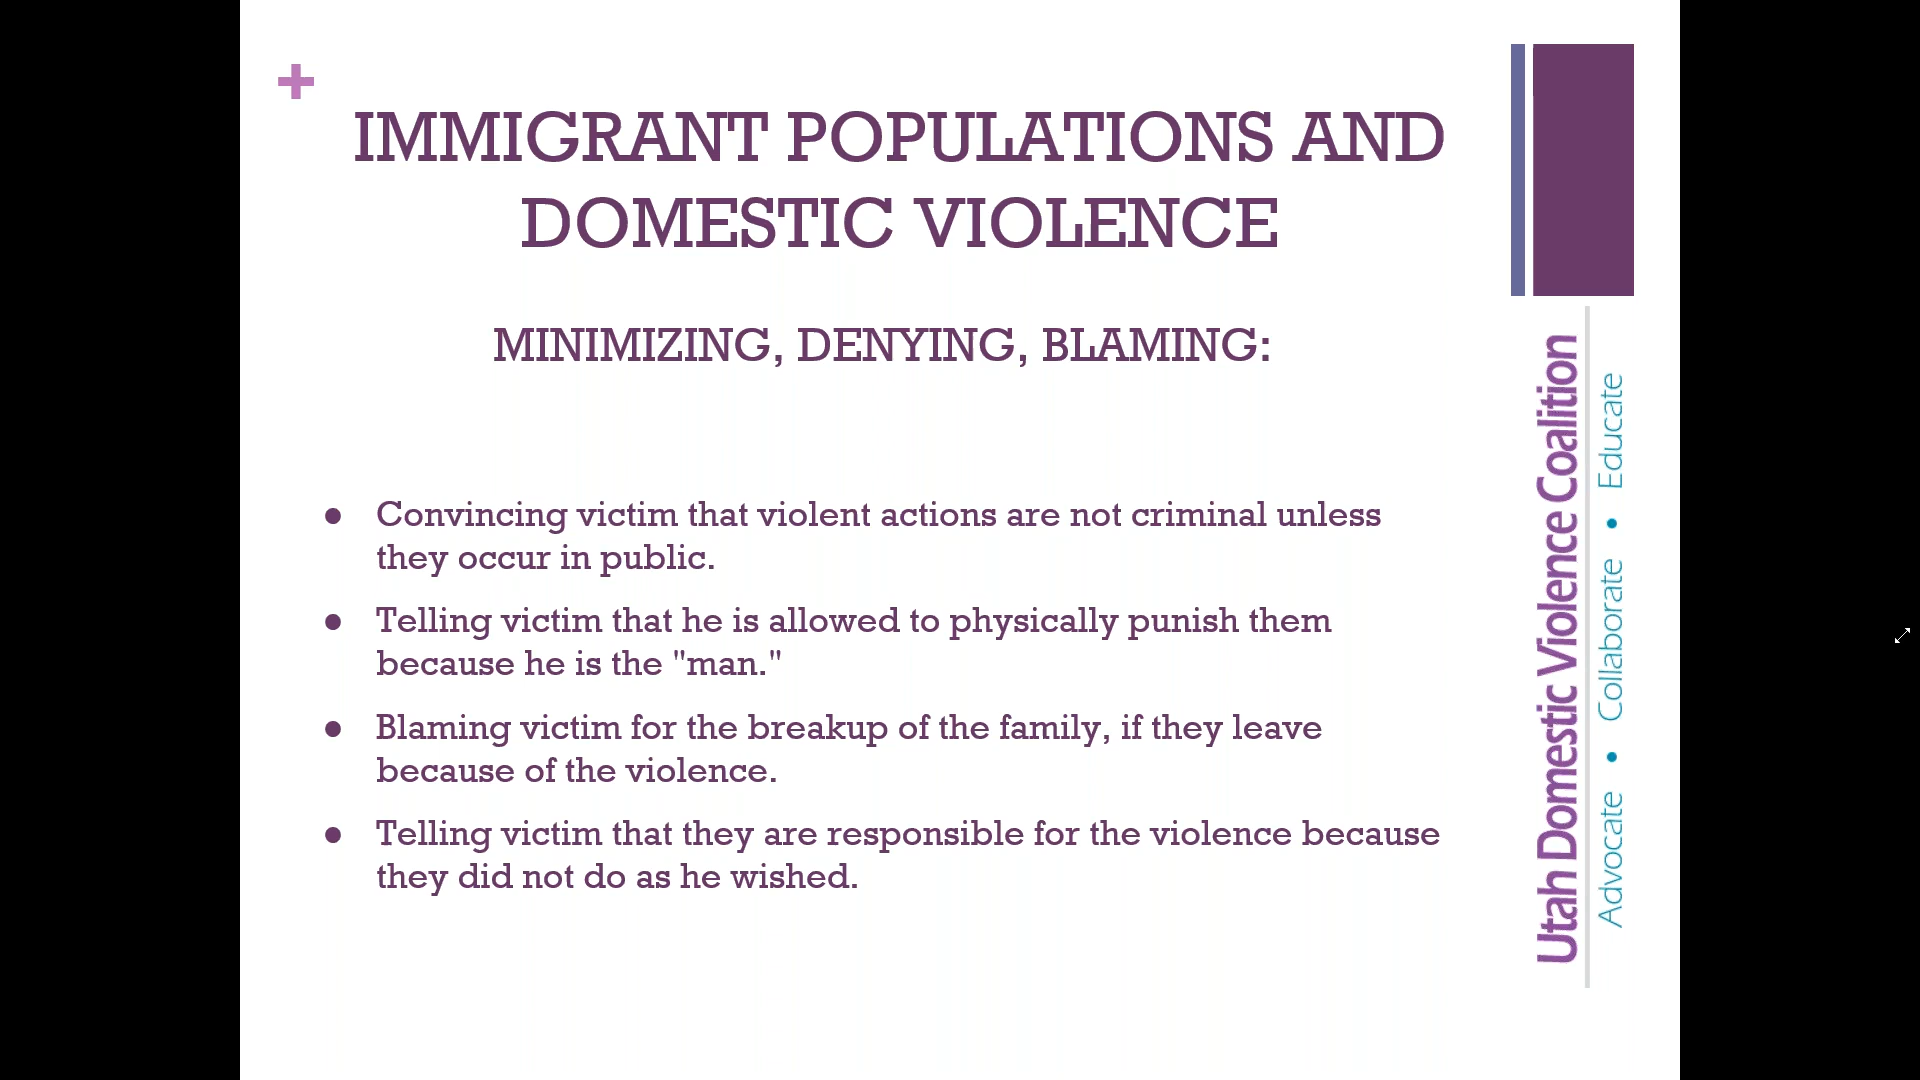 IMMIGRANT POPULATIONS AND
DOMESTIC VIOLENCE
MINIMIZING, DENYING, BLAMING:
● Convincing victim that violent actions are not criminal unless
they occur in public.
● Telling victim that he is allowed to physically punish them
because he is the "man."
● Blaming victim for the breakup of the family, if they leave
because of the violence.
● Telling victim that they are responsible for the violence because
they did not do as he wished.
Utah Domestic Violence Coalition
Advocate • Collaborate • Educate